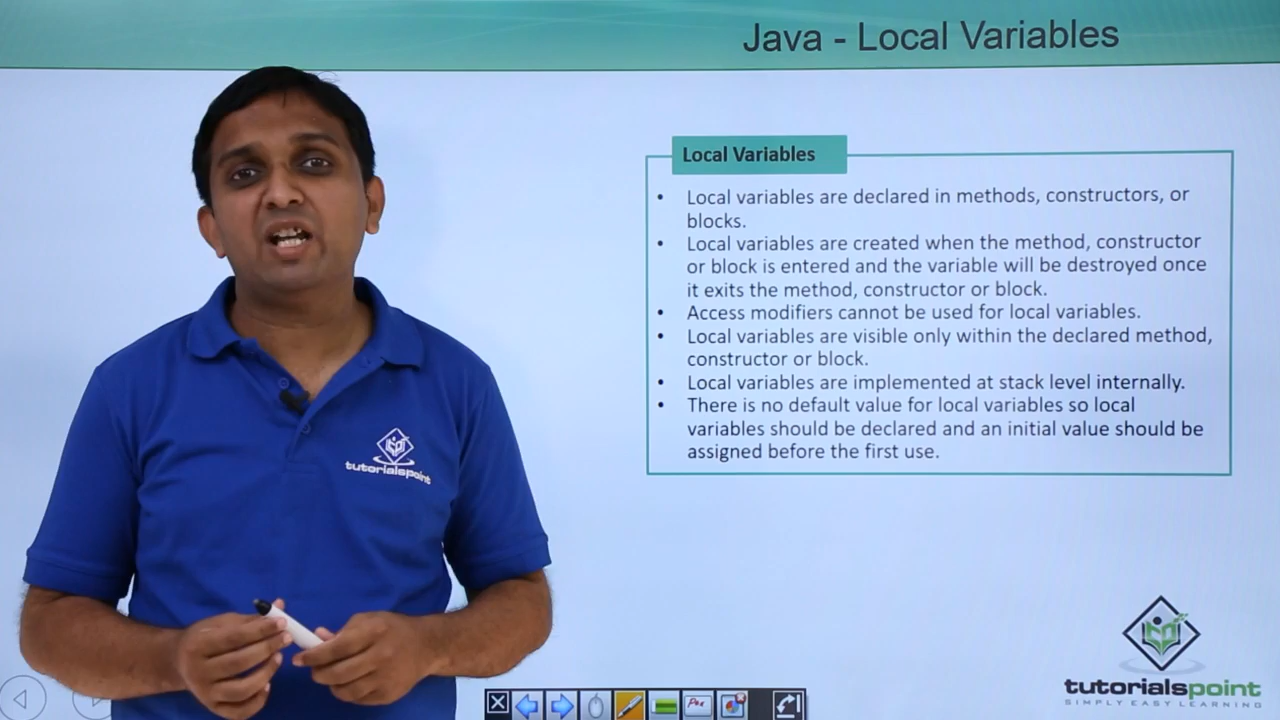 Java - Local Variables
Local Variables
• Local variables are declared in methods, constructors, or
blocks.
• Local variables are created when the method, constructor
or block is entered and the variable will be destroyed once
it exits the method, constructor or block.
• Access modifiers cannot be used for local variables.
• Local variables are visible only within the declared method,
constructor or block.
• Local variables are implemented at stack level internally.
• There is no default value for local variables so local
variables should be declared and an initial value should be
assigned before the first use.
tutorialspoint
tutorialspoint
SIMPLY EASY LEARNING